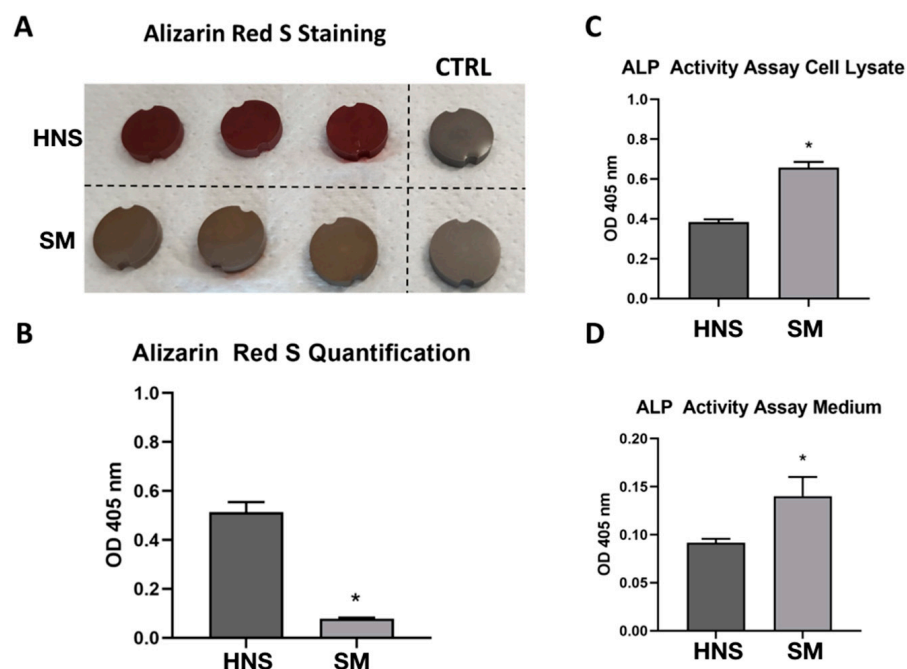 A
Alizarin Red S Staining
CTRL
HNS
SM
B
Alizarin Red S Quantification
1.0
0.8
0.6
0.4
0.2
0.0
OD 405 nm
*
HNS
SM
C
ALP Activity Assay Cell Lysate
1.0
0.8
0.6
0.4
0.2
0.0
OD 405 nm
*
HNS
SM
D
ALP Activity Assay Medium
0.20
0.15
0.10
0.05
0.00
OD 405 nm
*
HNS
SM